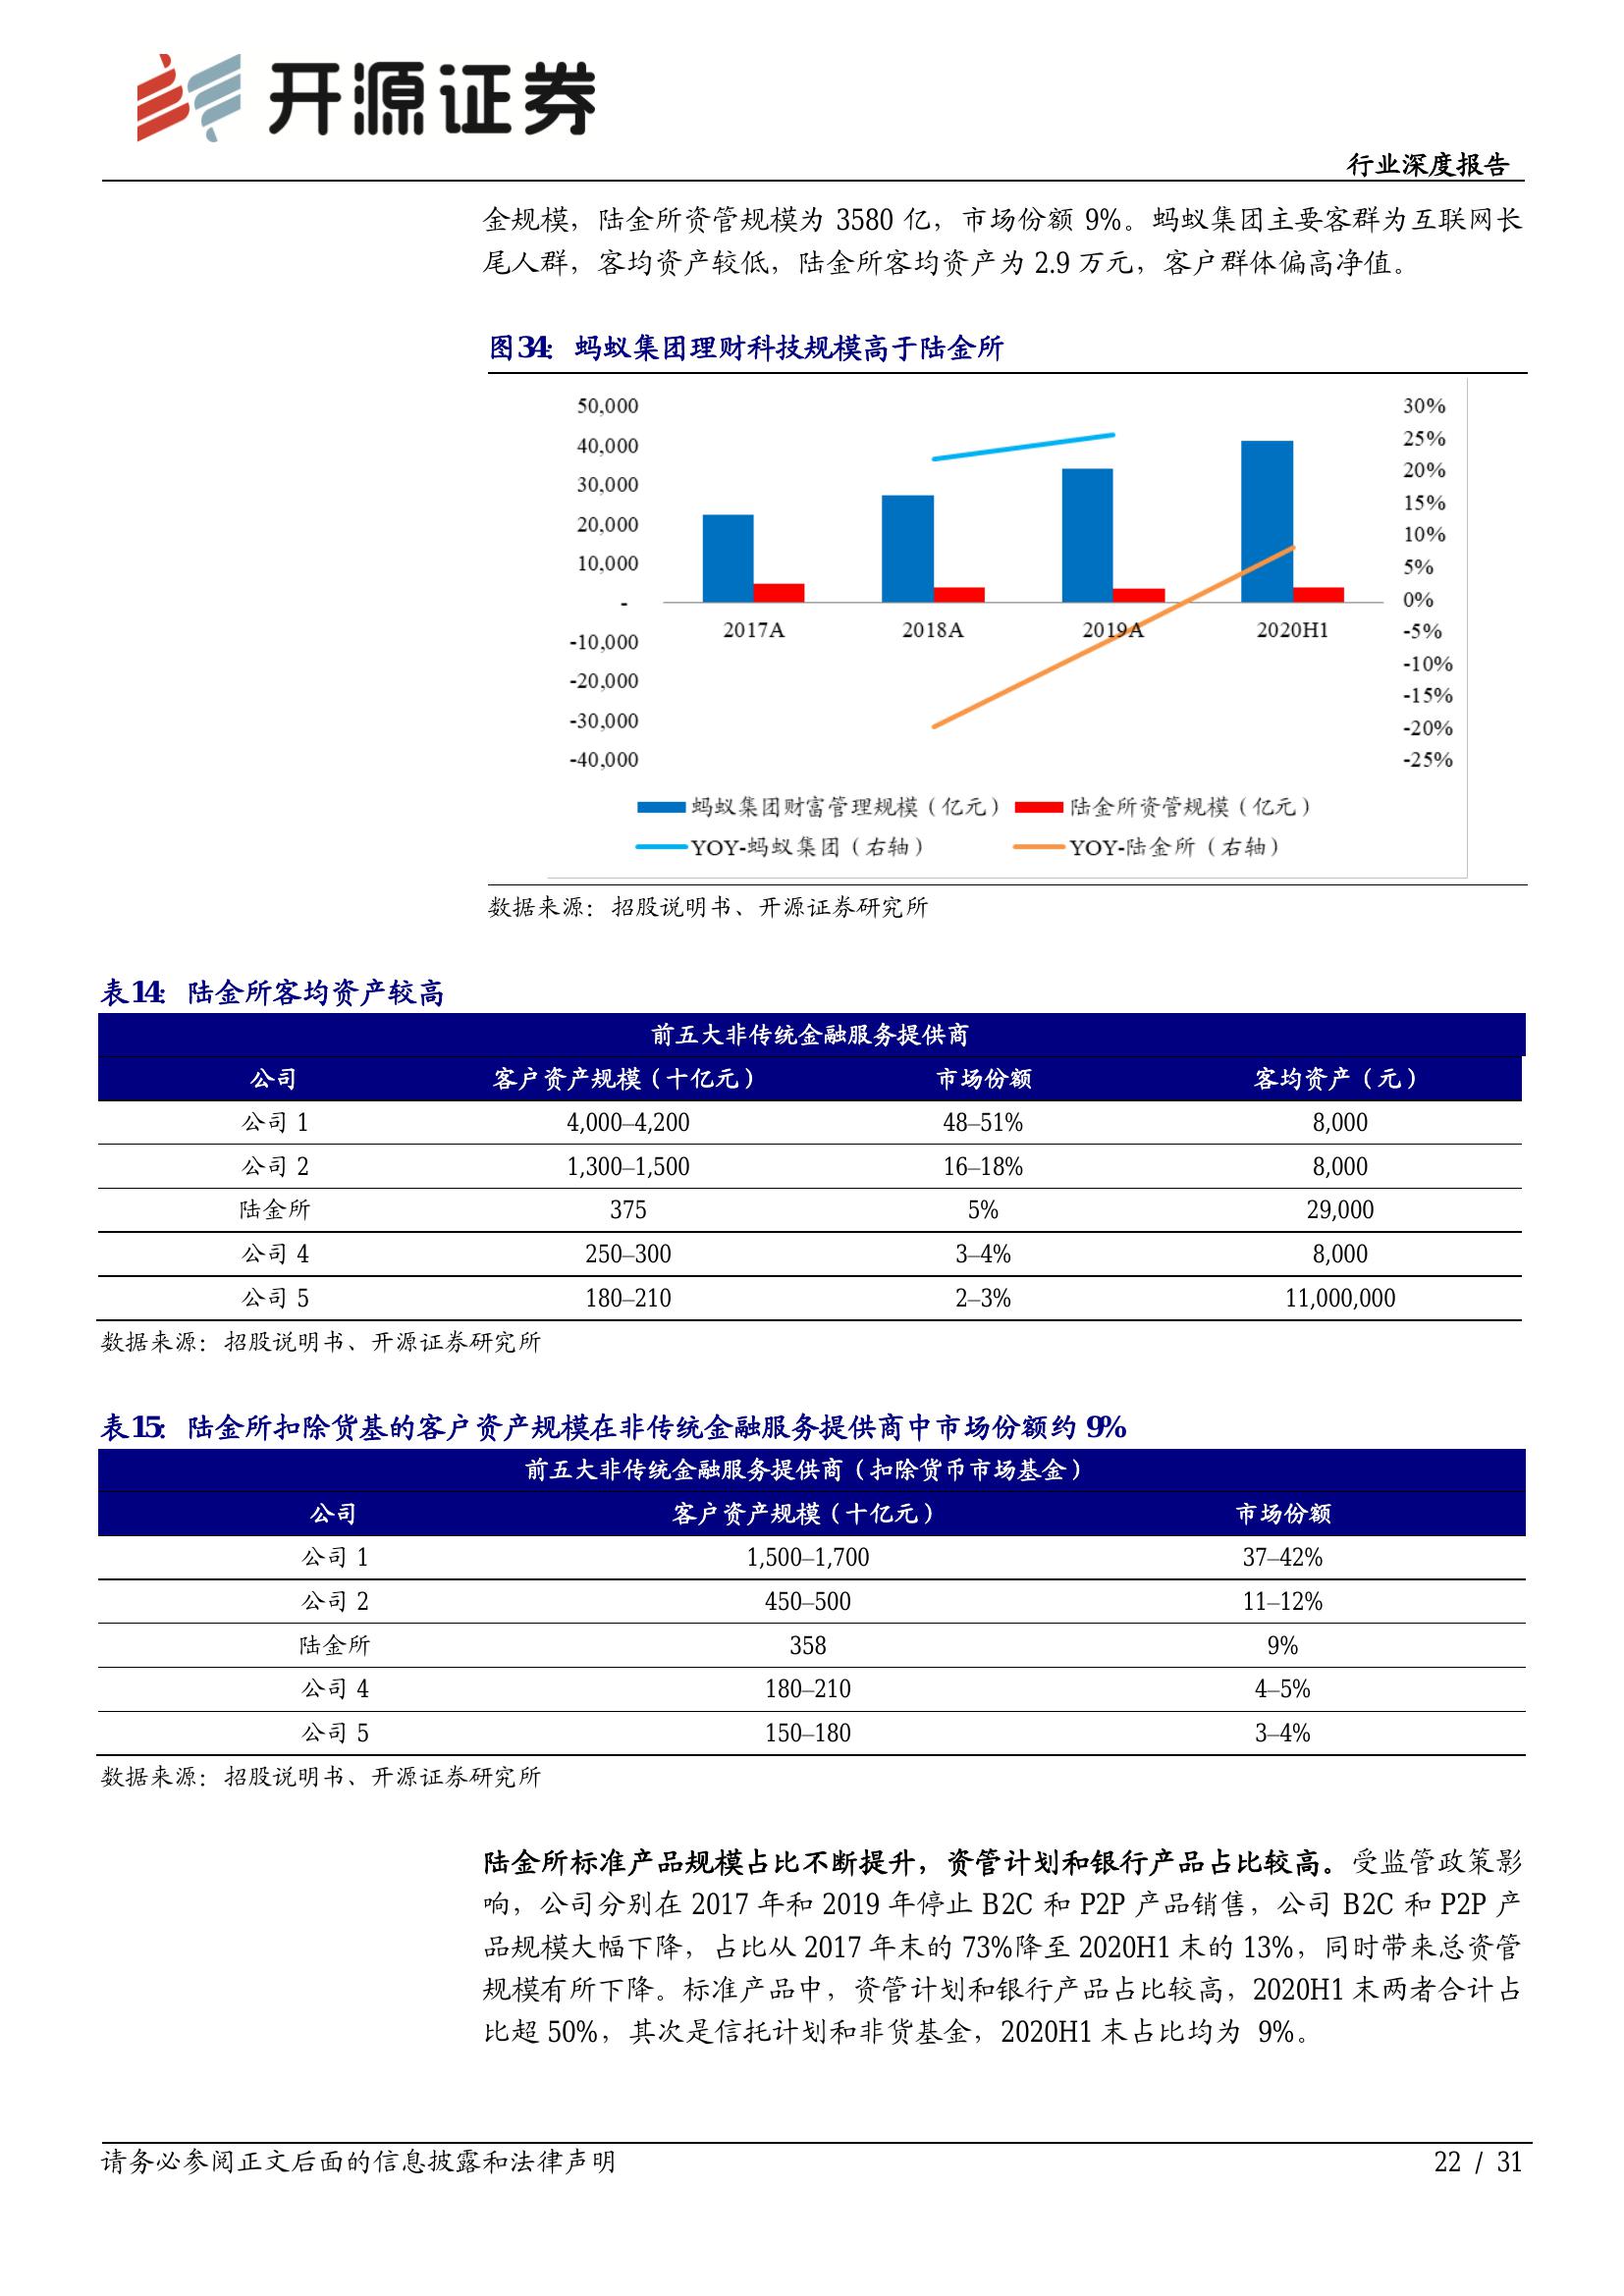 开源证券
行业深度报告
金规模，陆金所资管规模为 3580 亿，市场份额 9%。蚂蚁集团主要客群为互联网长
尾人群，客均资产较低，陆金所客均资产为 2.9 万元，客户群体偏高净值。
图34：蚂蚁集团理财科技规模高于陆金所
50,000
40,000
30,000
20,000
10,000
-
-10,000
-20,000
-30,000
-40,000
30%
25%
20%
15%
10%
5%
0%
-5%
-10%
-15%
-20%
-25%
2017A 2018A 2019A 2020H1
蚂蚁集团财富管理规模（亿元） 陆金所资管规模（亿元）
YOY-蚂蚁集团（右轴） YOY-陆金所（右轴）
数据来源：招股说明书、开源证券研究所
表14：陆金所客均资产较高
前五大非传统金融服务提供商
公司 客户资产规模（十亿元） 市场份额 客均资产（元）
公司 1 4,000–4,200 48–51% 8,000
公司 2 1,300–1,500 16–18% 8,000
陆金所 375 5% 29,000
公司 4 250–300 3–4% 8,000
公司 5 180–210 2–3% 11,000,000
数据来源：招股说明书、开源证券研究所
表15：陆金所扣除货基的客户资产规模在非传统金融服务提供商中市场份额约 9%
前五大非传统金融服务提供商（扣除货币市场基金）
公司 客户资产规模（十亿元） 市场份额
公司 1 1,500–1,700 37–42%
公司 2 450–500 11–12%
陆金所 358 9%
公司 4 180–210 4–5%
公司 5 150–180 3–4%
数据来源：招股说明书、开源证券研究所
陆金所标准产品规模占比不断提升，资管计划和银行产品占比较高。受监管政策影
响，公司分别在 2017 年和 2019 年停止 B2C 和 P2P 产品销售，公司 B2C 和 P2P 产
品规模大幅下降，占比从 2017 年末的 73%降至 2020H1 末的 13%，同时带来总资管
规模有所下降。标准产品中，资管计划和银行产品占比较高，2020H1 末两者合计占
比超 50%，其次是信托计划和非货基金，2020H1 末占比均为 9%。
请务必参阅正文后面的信息披露和法律声明
22 / 31